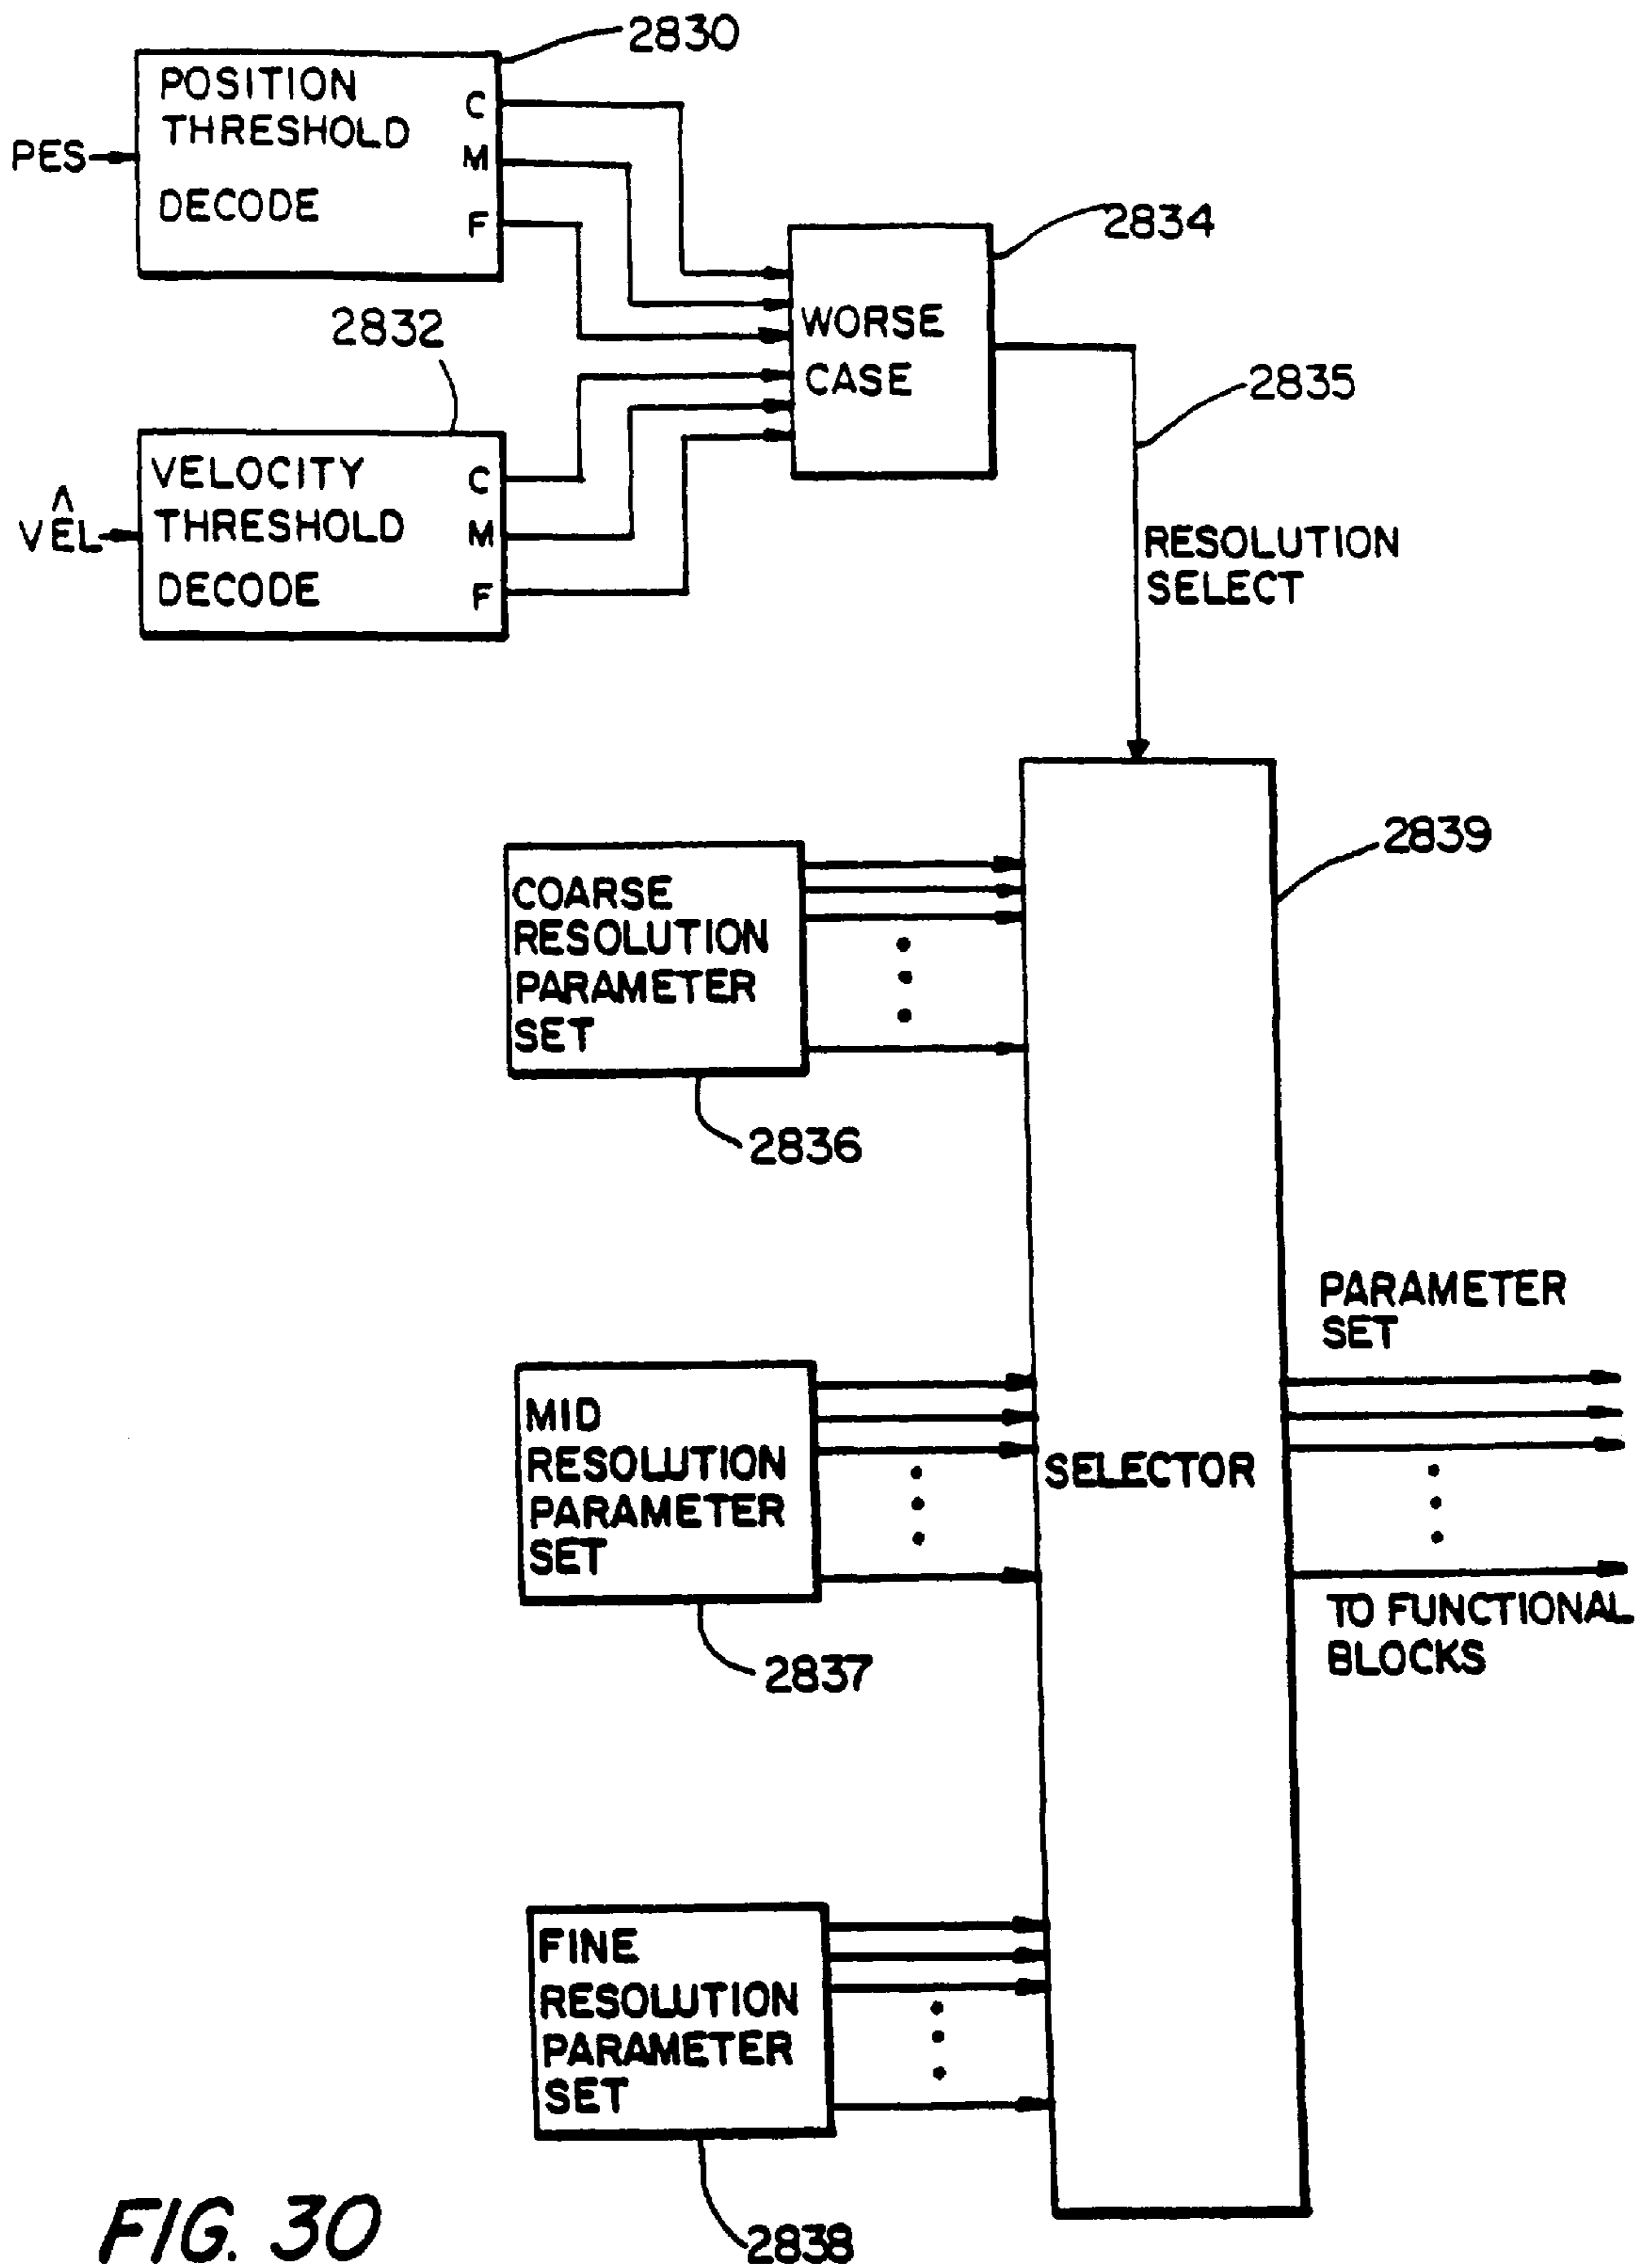 2830
POSITION
THRESHOLD
DECODE
C
M
F
PES
2834
WORSE
CASE
2832
2835
VELOCITY
THRESHOLD
DECODE
C
M
F
VÊL
RESOLUTION
SELECT
2839
COARSE
RESOLUTION
PARAMETER
SET
2836
PARAMETER
SET
MID
RESOLUTION
PARAMETER
SET
SELECTOR
2837
TO FUNCTIONAL
BLOCKS
FINE
RESOLUTION
PARAMETER
SET
2838
FIG. 30